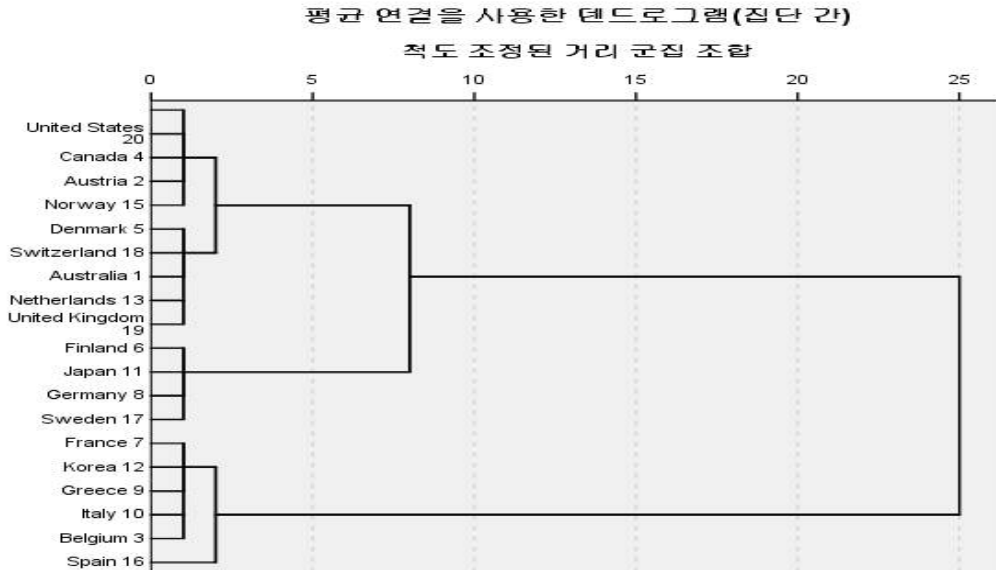 평균 연결을 사용한 덴드로그램(집단 간)
척도 조정된 거리 군집 조합
0 5 10 15 20 25
United States
20
Canada 4
Austria 2
Norway 15
Denmark 5
Switzerland 18
Australia 1
Netherlands 13
United Kingdom
19
Finland 6
Japan 11
Germany 8
Sweden 17
France 7
Korea 12
Greece 9
Italy 10
Belgium 3
Spain 16